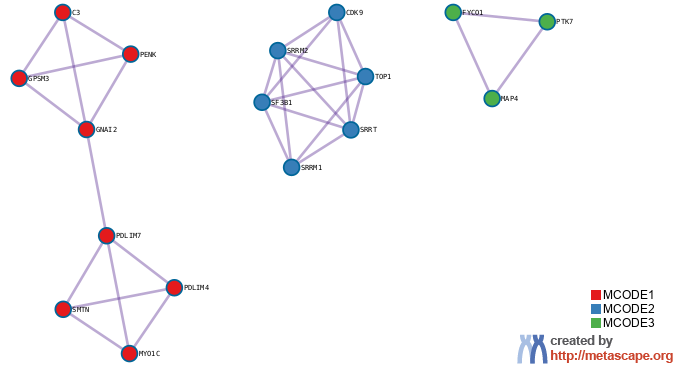 C3
PENK
GPSM3
GNAI2
PDLIM7
PDLIM4
SMTN
MYO1C
CDK9
SRRM2
TOP1
SF3B1
SRRT
SRRM1
FYCO1
PTK7
MAP4
MCODE1
MCODE2
MCODE3
created by
http://metascape.org